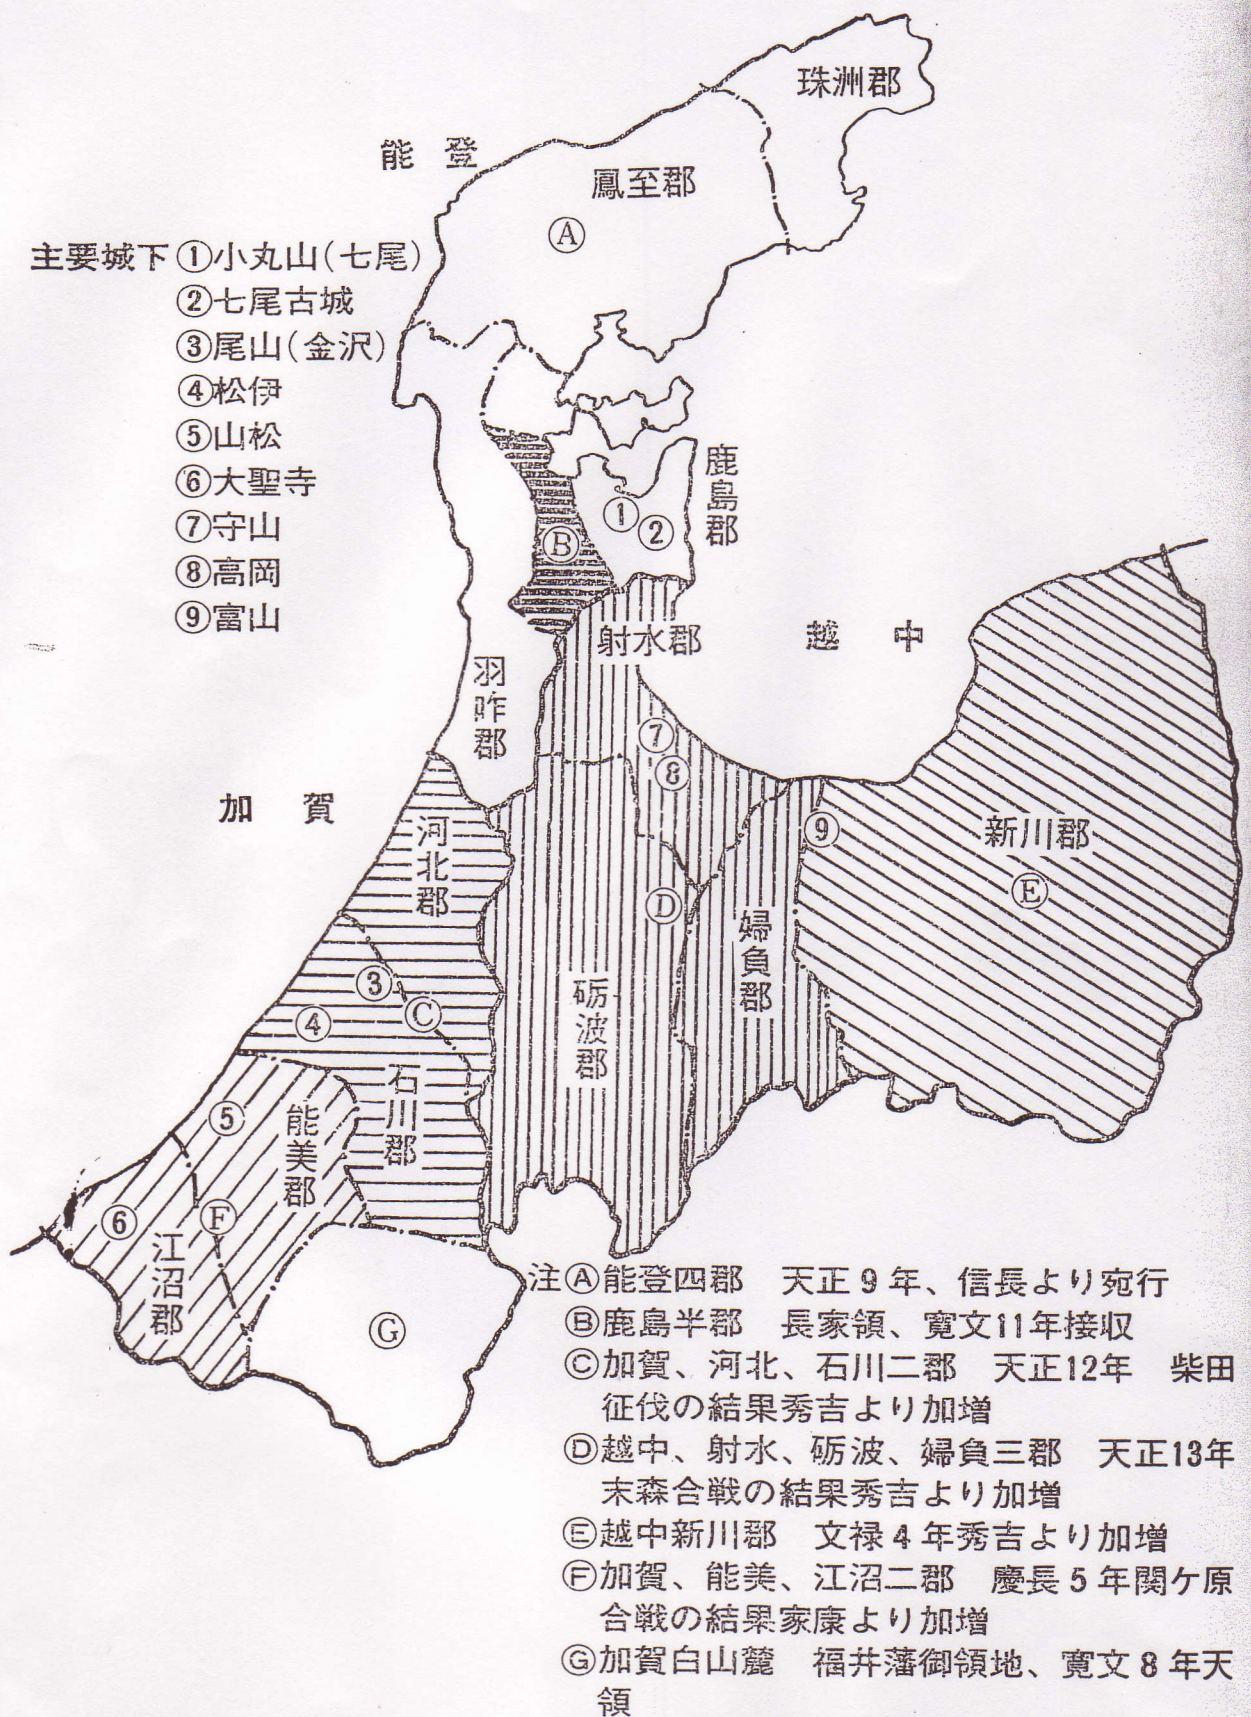 珠洲郡
能登
鳳至郡
Ⓐ
主要城下 ①小丸山(七尾)
②七尾古城
③尾山(金沢)
④松伊
⑤山松
⑥大聖寺
⑦守山
⑧高岡
⑨富山
鹿島郡
①
②
Ⓑ
射水郡
越中
羽咋郡
⑦
⑧
加賀
河北郡
⑨
新川郡
Ⓔ
Ⓓ
婦負郡
③
④
Ⓒ
砺波郡
石川郡
⑤
能美郡
⑥
Ⓕ
江沼郡
Ⓖ
注Ⓐ能登四郡 天正9年、信長より宛行
Ⓑ鹿島半郡 長家領、寛文11年接収
Ⓒ加賀、河北、石川二郡 天正12年 柴田
征伐の結果秀吉より加増
Ⓓ越中、射水、砺波、婦負三郡 天正13年
末森合戦の結果秀吉より加増
Ⓔ越中新川郡 文禄4年秀吉より加増
Ⓕ加賀、能美、江沼二郡 慶長5年関ケ原
合戦の結果家康より加増
Ⓖ加賀白山麓 福井藩御領地、寛文8年天
領